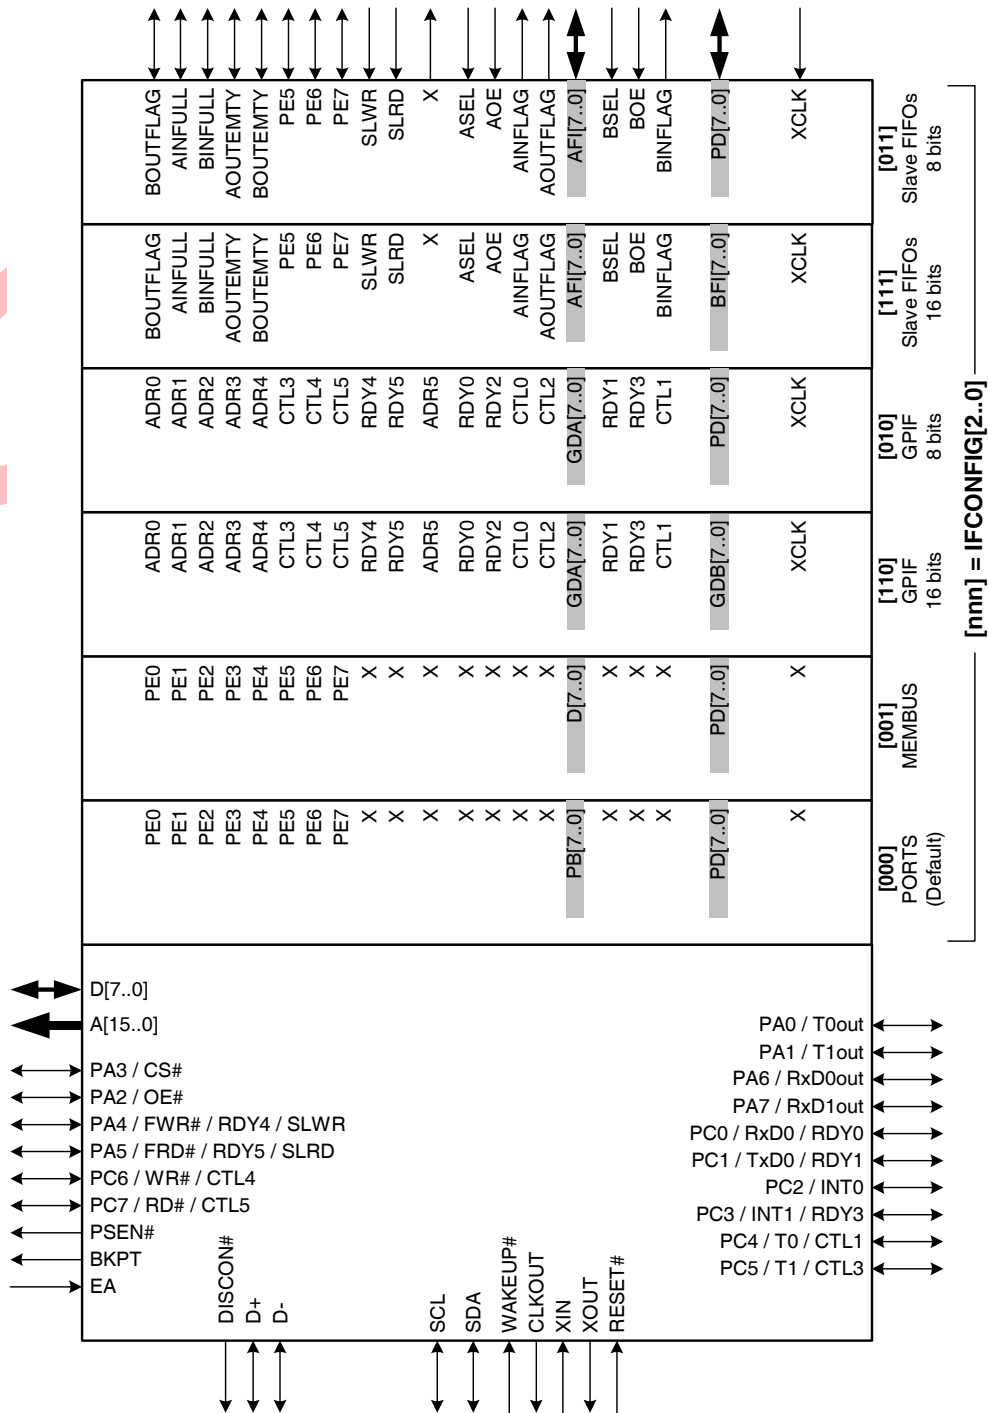 BOUTFLAG
AINFULL
BINFULL
AOUTEMTY
BOUTEMTY
PE5
PE6
PE7
SLWR
SLRD
X
ASEL
AOE
AINFLAG
AOUTFLAG
AFI[7..0]
BSEL
BOE
BINFLAG
PD[7..0]
XCLK
[011]
Slave FIFOs
8 bits
BOUTFLAG
AINFULL
BINFULL
AOUTEMTY
BOUTEMTY
PE5
PE6
PE7
SLWR
SLRD
X
ASEL
AOE
AINFLAG
AOUTFLAG
AFI[7..0]
BSEL
BOE
BINFLAG
BFI[7..0]
XCLK
[111]
Slave FIFOs
16 bits
ADR0
ADR1
ADR2
ADR3
ADR4
CTL3
CTL4
CTL5
RDY4
RDY5
ADR5
RDY0
RDY2
CTL0
CTL2
GDA[7..0]
RDY1
RDY3
CTL1
PD[7..0]
XCLK
[010]
GPIF
8 bits
ADR0
ADR1
ADR2
ADR3
ADR4
CTL3
CTL4
CTL5
RDY4
RDY5
ADR5
RDY0
RDY2
CTL0
CTL2
GDA[7..0]
RDY1
RDY3
CTL1
GDB[7..0]
XCLK
[110]
GPIF
16 bits
PE0
PE1
PE2
PE3
PE4
PE5
PE6
PE7
X
X
X
X
X
X
X
D[7..0]
X
X
X
PD[7..0]
X
[001]
MEMBUS
PE0
PE1
PE2
PE3
PE4
PE5
PE6
PE7
X
X
X
X
X
X
X
PB[7..0]
X
X
X
PD[7..0]
X
[000]
PORTS
(Default)
[nnn] = IFCONFIG[2..0]
D[7..0]
A[15..0]
PA3 / CS#
PA2 / OE#
PA4 / FWR# / RDY4 / SLWR
PA5 / FRD# / RDY5 / SLRD
PC6 / WR# / CTL4
PC7 / RD# / CTL5
PSEN#
BKPT
EA
PA0 / T0out
PA1 / T1out
PA6 / RxD0out
PA7 / RxD1out
PC0 / RxD0 / RDY0
PC1 / TxD0 / RDY1
PC2 / INT0
PC3 / INT1 / RDY3
PC4 / T0 / CTL1
PC5 / T1 / CTL3
DISCON#
D+
D-
SCL
SDA
WAKEUP#
CLKOUT
XIN
XOUT
RESET#